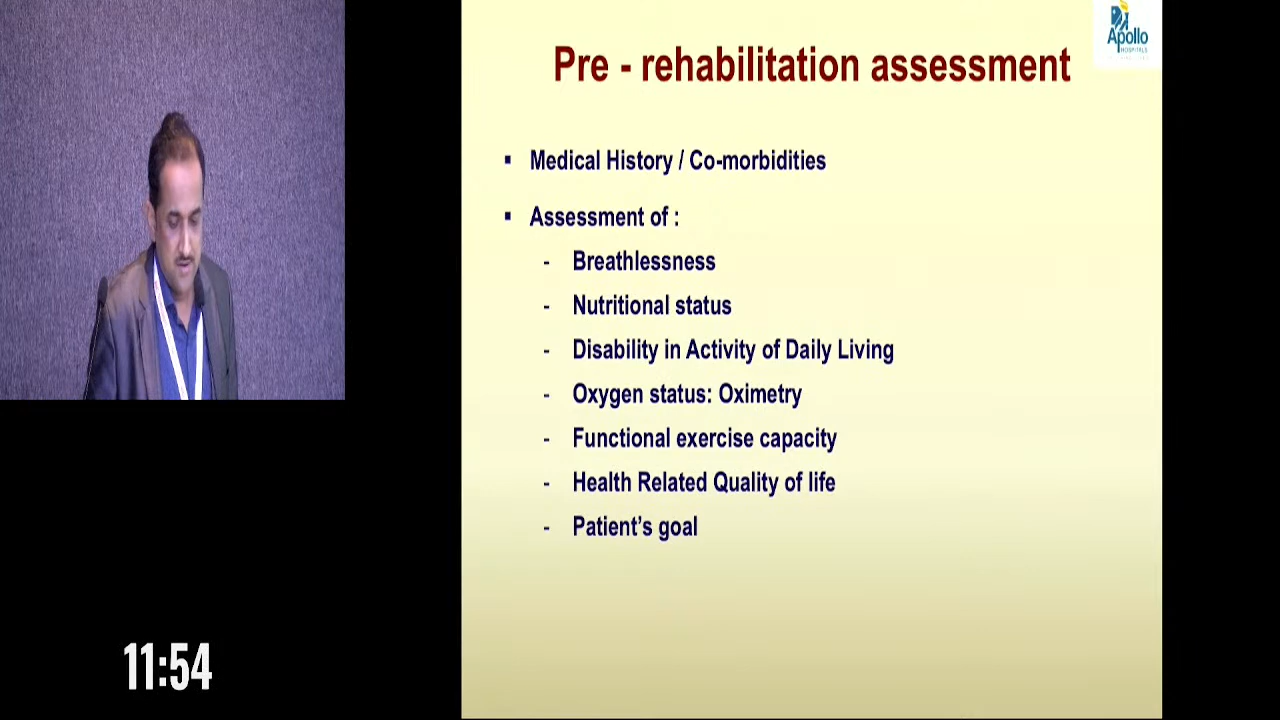 Apollo
HOSPITALS
Pre - rehabilitation assessment
▪ Medical History / Co-morbidities
▪ Assessment of :
- Breathlessness
- Nutritional status
- Disability in Activity of Daily Living
- Oxygen status: Oximetry
- Functional exercise capacity
- Health Related Quality of life
- Patient’s goal
11:54